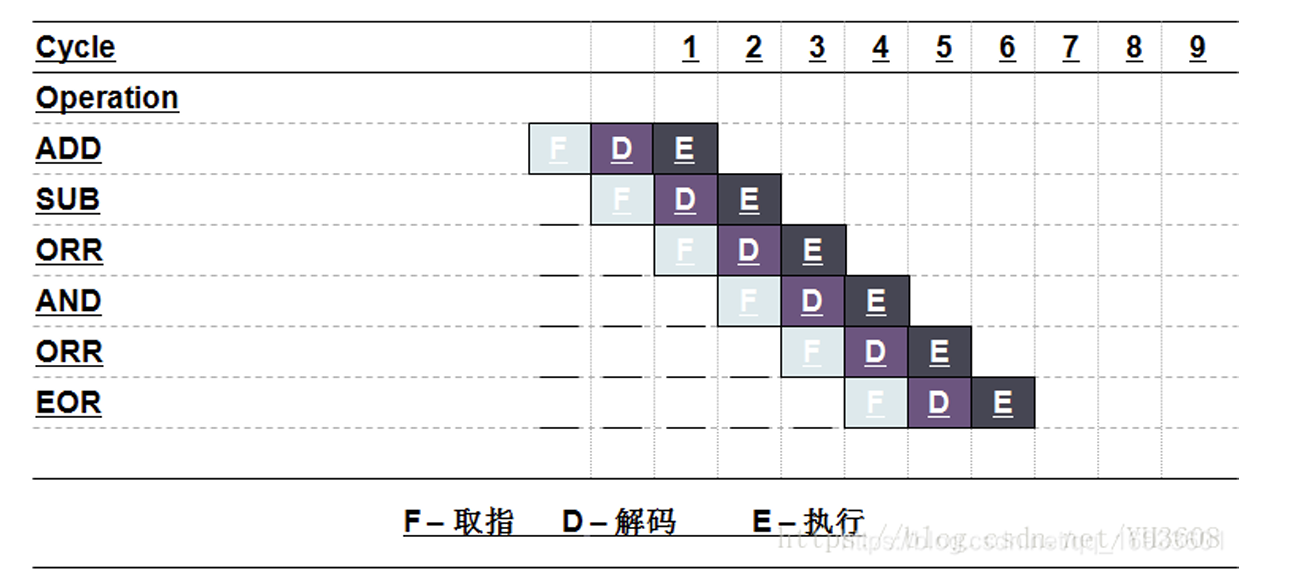 Cycle 1 2 3 4 5 6 7 8 9
Operation
ADD F D E
SUB F D E
ORR F D E
AND F D E
ORR F D E
EOR F D E
F – 取指 D – 解码 E – 执行
https://blog.csdn.net/YH3608